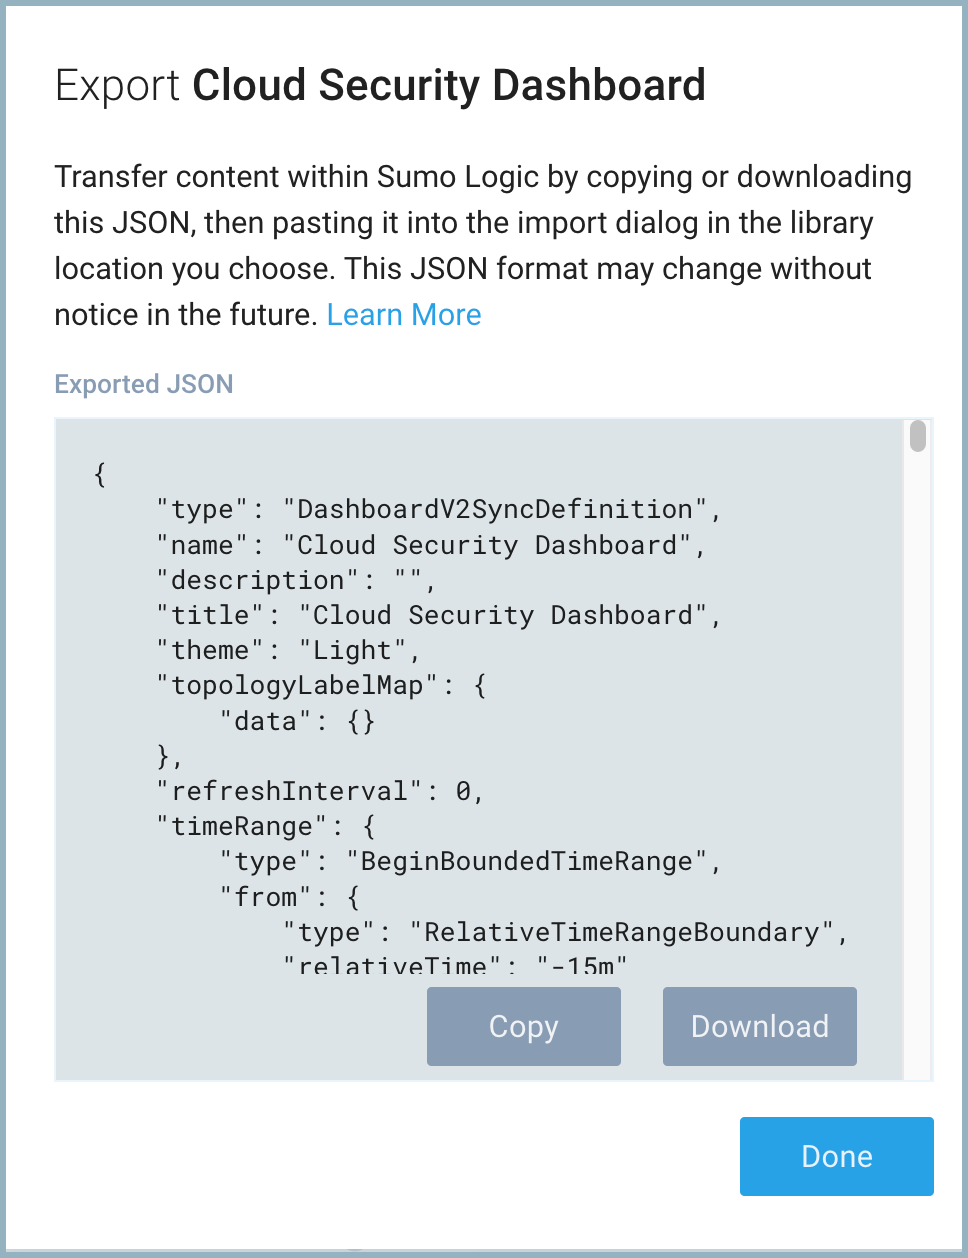 Export Cloud Security Dashboard
Transfer content within Sumo Logic by copying or downloading
this JSON, then pasting it into the import dialog in the library
location you choose. This JSON format may change without
notice in the future. Learn More
Exported JSON
{
    "type": "DashboardV2SyncDefinition",
    "name": "Cloud Security Dashboard",
    "description": "",
    "title": "Cloud Security Dashboard",
    "theme": "Light",
    "topologyLabelMap": {
        "data": {}
    },
    "refreshInterval": 0,
    "timeRange": {
        "type": "BeginBoundedTimeRange",
        "from": {
            "type": "RelativeTimeRangeBoundary",
            "relativeTime": "-15m"
Copy Download
Done